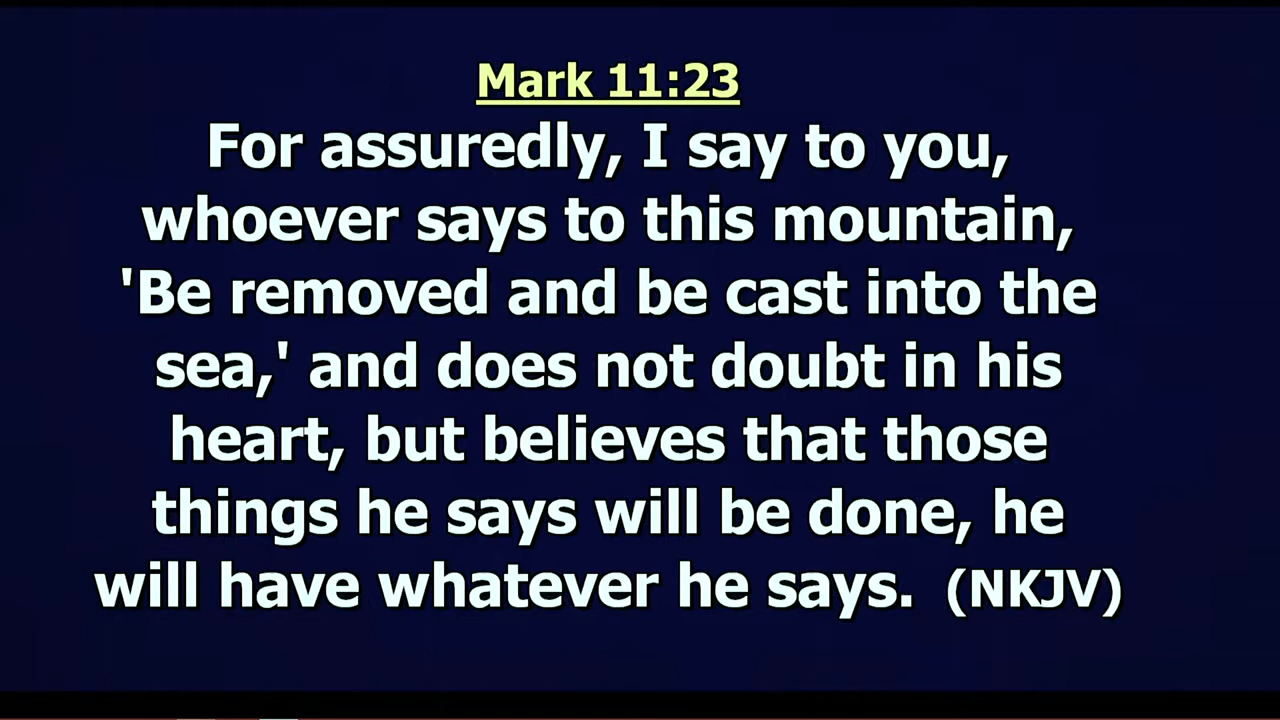 Mark 11:23
For assuredly, I say to you,
whoever says to this mountain,
'Be removed and be cast into the
sea,' and does not doubt in his
heart, but believes that those
things he says will be done, he
will have whatever he says. (NKJV)